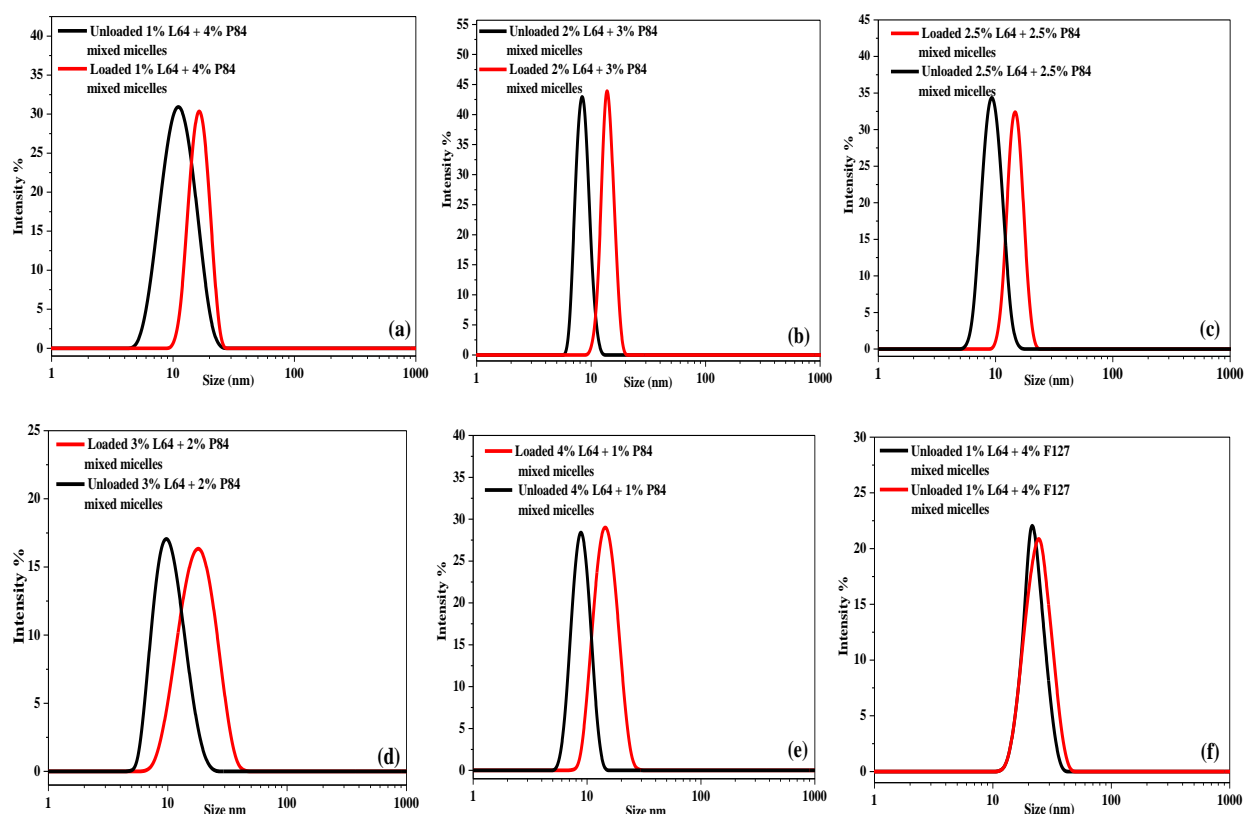 Unloaded 1% L64 + 4% P84
mixed micelles
Loaded 1% L64 + 4% P84
mixed micelles
40
35
30
25
20
15
10
5
0
Intensity %
1
10
100
1000
Size (nm)
(a)
Unloaded 2% L64 + 3% P84
mixed micelles
Loaded 2% L64 + 3% P84
mixed micelles
55
50
45
40
35
30
25
20
15
10
5
0
Intensity %
1
10
100
1000
Size (nm)
(b)
Loaded 2.5% L64 + 2.5% P84
mixed micelles
Unloaded 2.5% L64 + 2.5% P84
mixed micelles
45
40
35
30
25
20
15
10
5
0
Intensity %
1
10
100
1000
Size (nm)
(c)
Loaded 3% L64 + 2% P84
mixed micelles
Unloaded 3% L64 + 2% P84
mixed micelles
25
20
15
10
5
0
Intensity %
1
10
100
1000
Size nm)
(d)
Loaded 4% L64 + 1% P84
mixed micelles
Unloaded 4% L64 + 1% P84
mixed micelles
40
35
30
25
20
15
10
5
0
Intensity %
1
10
100
1000
Size (nm)
(e)
Unloaded 1% L64 + 4% F127
mixed micelles
Unloaded 1% L64 + 4% F127
mixed micelles
30
25
20
15
10
5
0
Intensity %
1
10
100
1000
Size (nm)
(f)